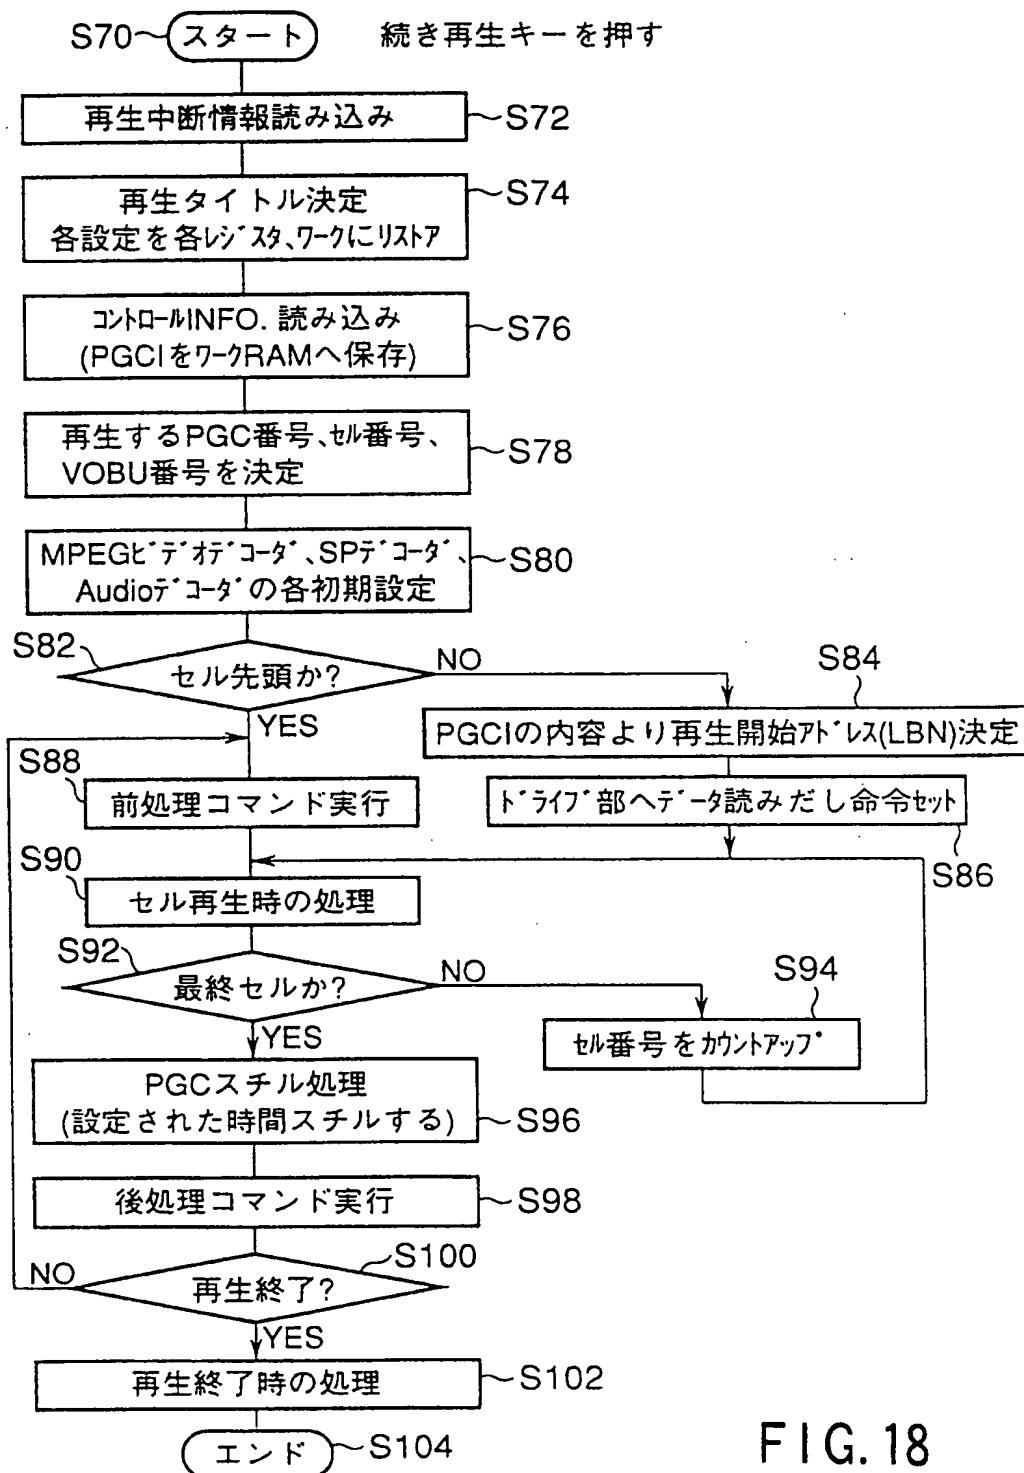 S70 スタート 続き再生キーを押す
再生中断情報読み込み S72
再生タイトル決定 S74
各設定を各ﾚｼﾞｽﾀ、ﾜｰｸにﾘｽﾄｱ
ｺﾝﾄﾛｰﾙINFO. 読み込み S76
(PGCIをﾜｰｸRAMへ保存)
再生するPGC番号、ｾﾙ番号、 S78
VOBU番号を決定
MPEGﾋﾞﾃﾞｵﾃﾞｺｰﾀﾞ、SPﾃﾞｺｰﾀﾞ、 S80
Audioﾃﾞｺｰﾀﾞの各初期設定
S82 セル先頭か? NO
YES
S84
PGCIの内容より再生開始ｱﾄﾞﾚｽ(LBN)決定
ﾄﾞﾗｲﾌﾞ部へﾃﾞｰﾀ読みだし命令ｾｯﾄ
S86
S88
前処理コマンド実行
S90
セル再生時の処理
S92 最終セルか? NO
YES
S94
ｾﾙ番号をｶｳﾝﾄｱｯﾌﾟ
PGCスチル処理
(設定された時間スチルする) S96
後処理コマンド実行 S98
S100
NO 再生終了?
YES
再生終了時の処理 S102
エンド S104
FIG. 18